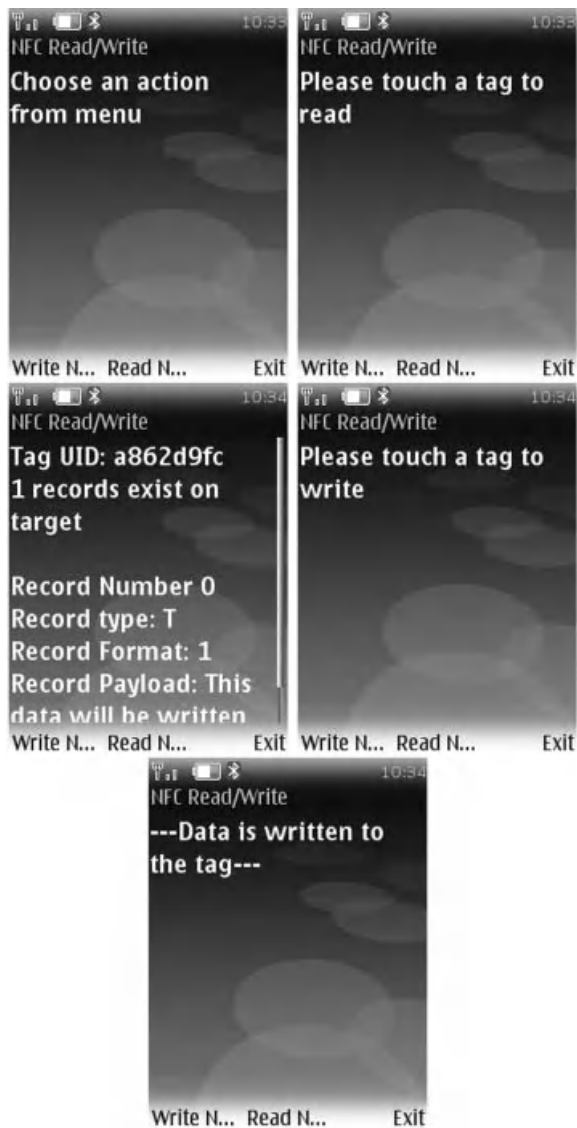 10:33
NFC Read/Write
Choose an action
from menu
Write N... Read N... Exit
10:33
NFC Read/Write
Please touch a tag to
read
Write N... Read N... Exit
10:34
NFC Read/Write
Tag UID: a862d9fc
1 records exist on
target
Record Number 0
Record type: T
Record Format: 1
Record Payload: This
data will be written
Write N... Read N... Exit
10:34
NFC Read/Write
Please touch a tag to
write
Write N... Read N... Exit
10:34
NFC Read/Write
---Data is written to
the tag---
Write N... Read N... Exit